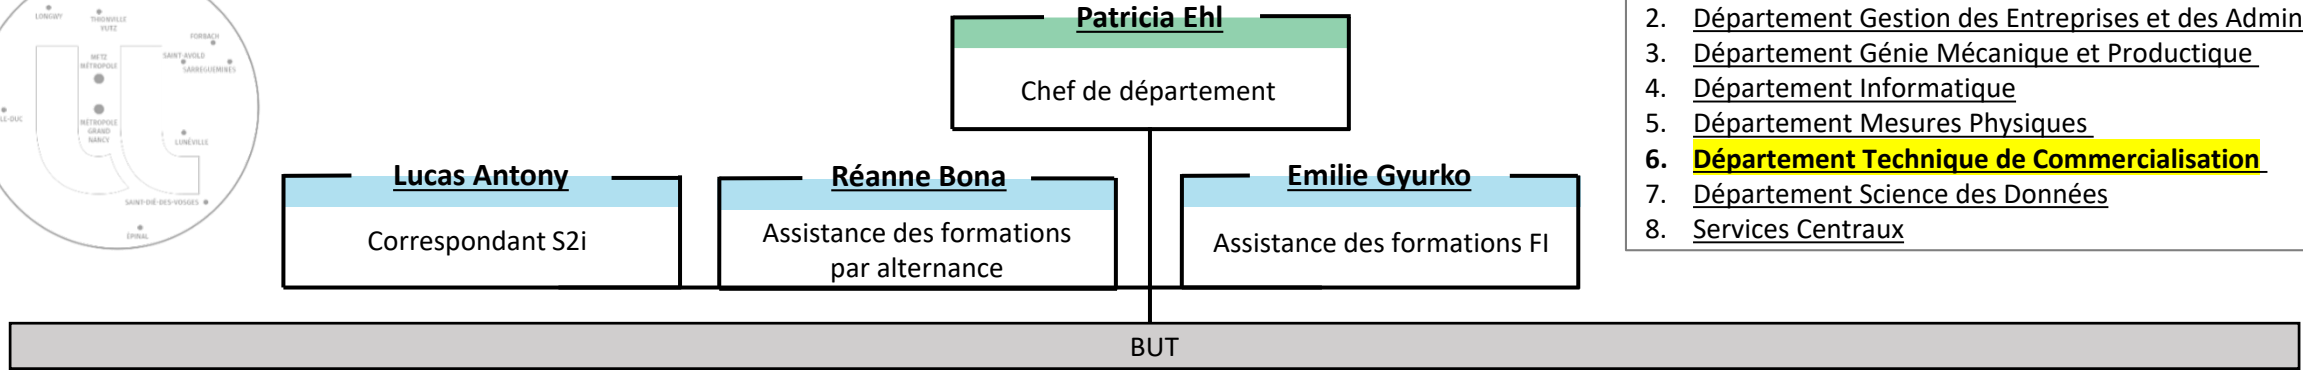 LONGWY
THIONVILLE
YUTZ
FORBACH
METZ
MÉTROPOLE
SAINT-AVOLD
SARREGUEMINES
LE-DUC
MÉTROPOLE
GRAND
NANCY
LUNÉVILLE
SAINT-DIÉ-DES-VOSGES
ÉPINAL
Patricia Ehl
Chef de département
Lucas Antony
Correspondant S2i
Réanne Bona
Assistance des formations
par alternance
Emilie Gyurko
Assistance des formations FI
2. Département Gestion des Entreprises et des Admin
3. Département Génie Mécanique et Productique
4. Département Informatique
5. Département Mesures Physiques
6. Département Technique de Commercialisation
7. Département Science des Données
8. Services Centraux
BUT